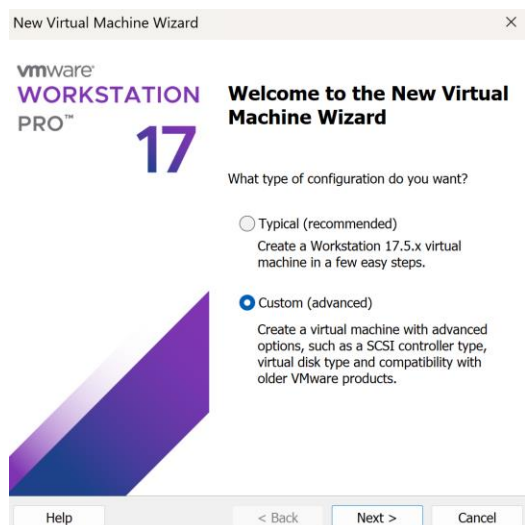 New Virtual Machine Wizard
vmware®
WORKSTATION
PRO™
17
Welcome to the New Virtual
Machine Wizard
What type of configuration do you want?
Typical (recommended)
Create a Workstation 17.5.x virtual
machine in a few easy steps.
Custom (advanced)
Create a virtual machine with advanced
options, such as a SCSI controller type,
virtual disk type and compatibility with
older VMware products.
Help < Back Next > Cancel